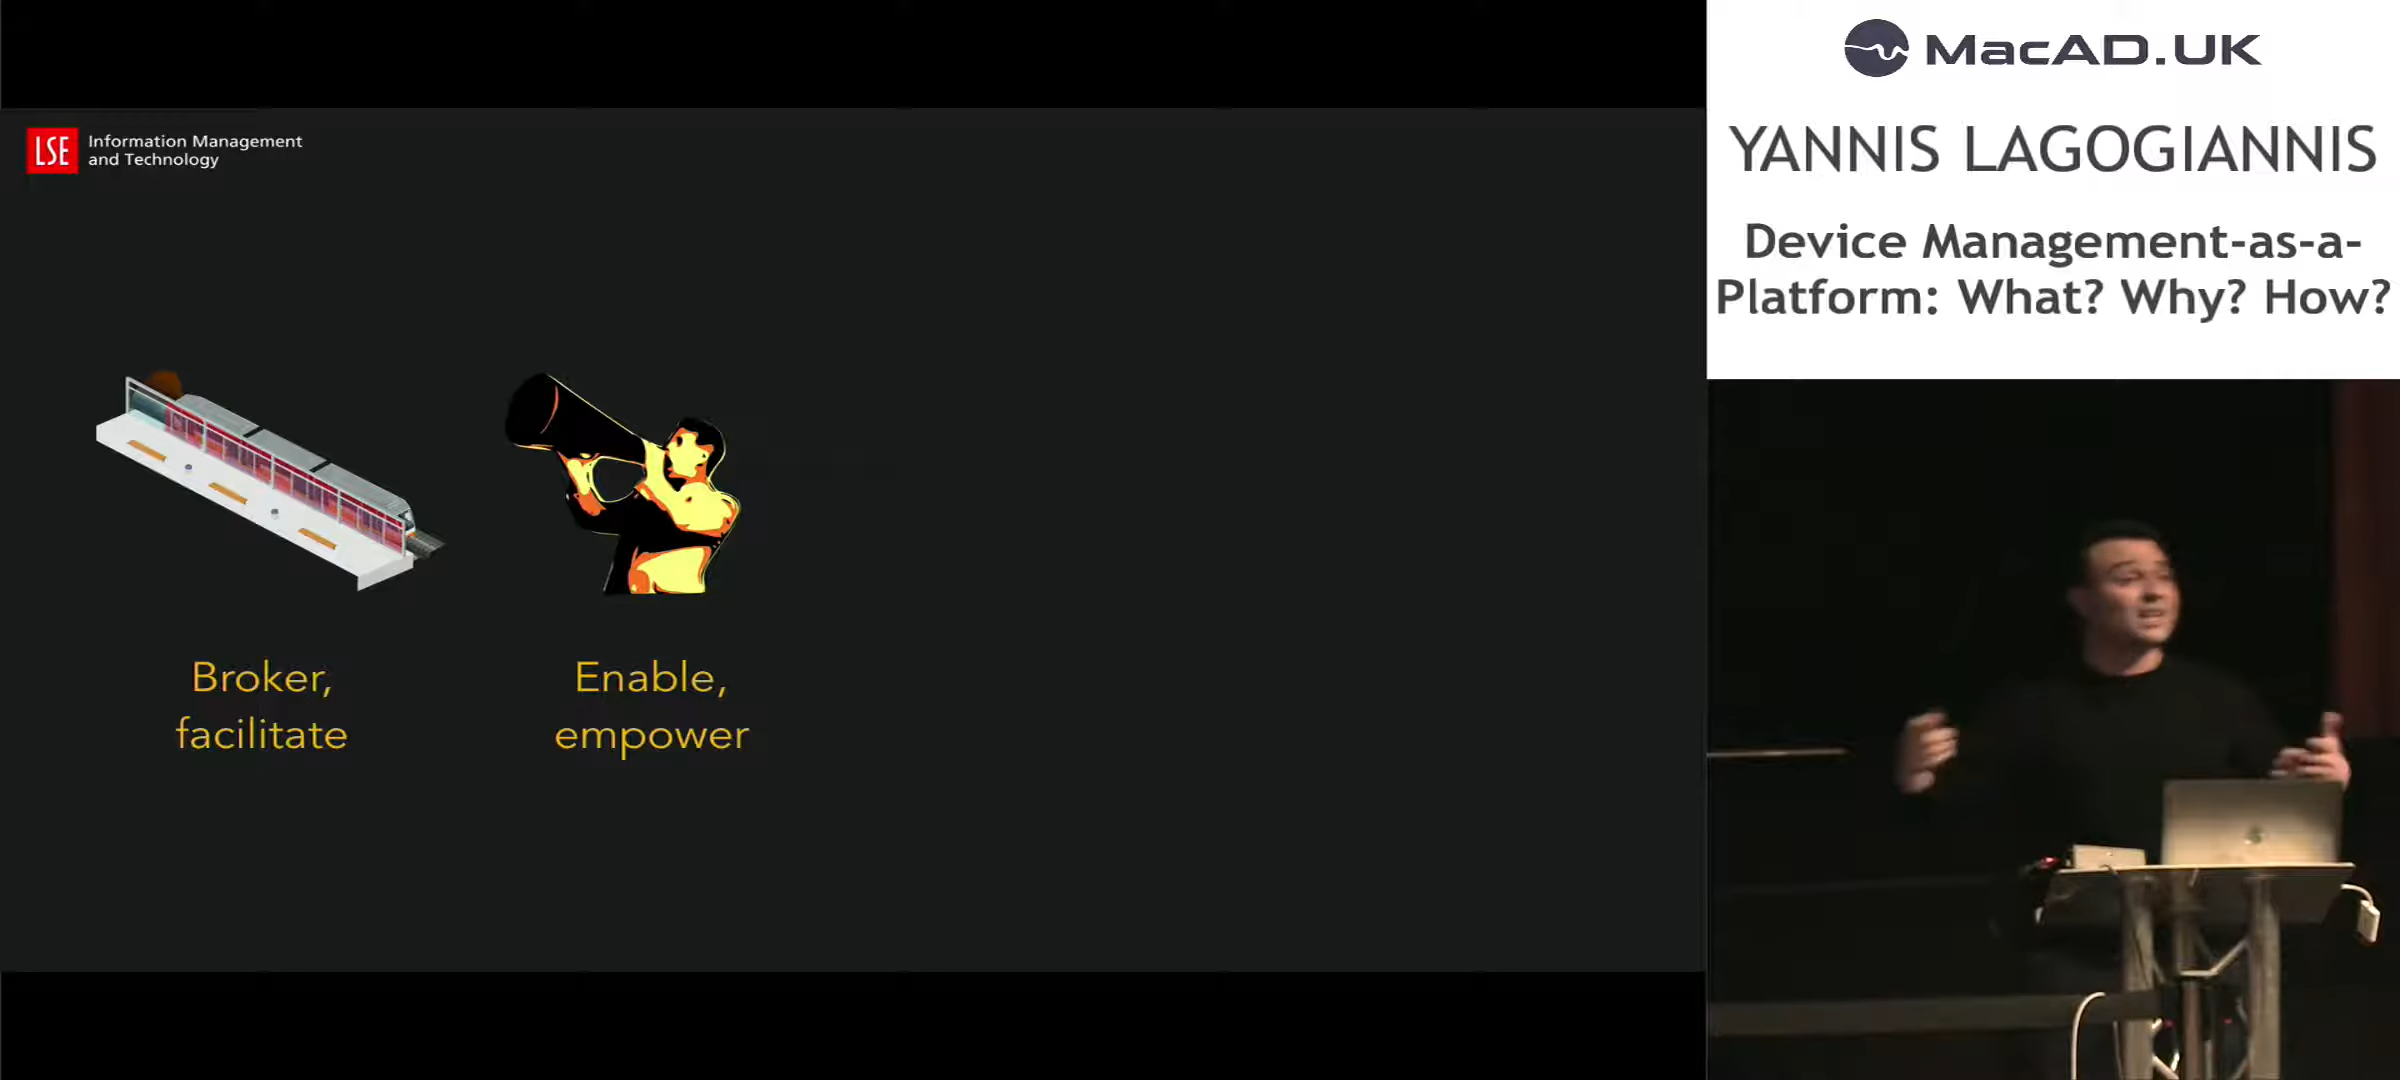 LSE
Information Management
and Technology
Broker,
facilitate
Enable,
empower
MacAD.UK
YANNIS LAGOGIANNIS
Device Management-as-a-
Platform: What? Why? How?